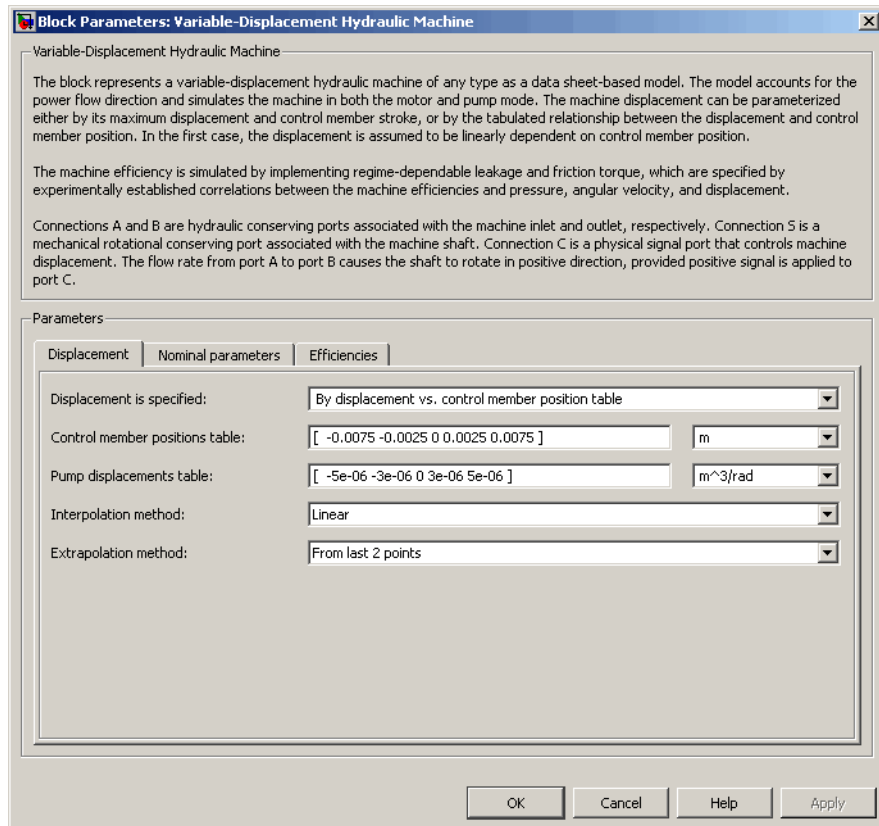 Block Parameters: Variable-Displacement Hydraulic Machine
Variable-Displacement Hydraulic Machine
The block represents a variable-displacement hydraulic machine of any type as a data sheet-based model. The model accounts for the
power flow direction and simulates the machine in both the motor and pump mode. The machine displacement can be parameterized
either by its maximum displacement and control member stroke, or by the tabulated relationship between the displacement and control
member position. In the first case, the displacement is assumed to be linearly dependent on control member position.
The machine efficiency is simulated by implementing regime-dependable leakage and friction torque, which are specified by
experimentally established correlations between the machine efficiencies and pressure, angular velocity, and displacement.
Connections A and B are hydraulic conserving ports associated with the machine inlet and outlet, respectively. Connection S is a
mechanical rotational conserving port associated with the machine shaft. Connection C is a physical signal port that controls machine
displacement. The flow rate from port A to port B causes the shaft to rotate in positive direction, provided positive signal is applied to
port C.
Parameters
Displacement Nominal parameters Efficiencies
Displacement is specified: By displacement vs. control member position table
Control member positions table: [ -0.0075 -0.0025 0 0.0025 0.0075 ] m
Pump displacements table: [ -5e-06 -3e-06 0 3e-06 5e-06 ] m^3/rad
Interpolation method: Linear
Extrapolation method: From last 2 points
OK Cancel Help Apply